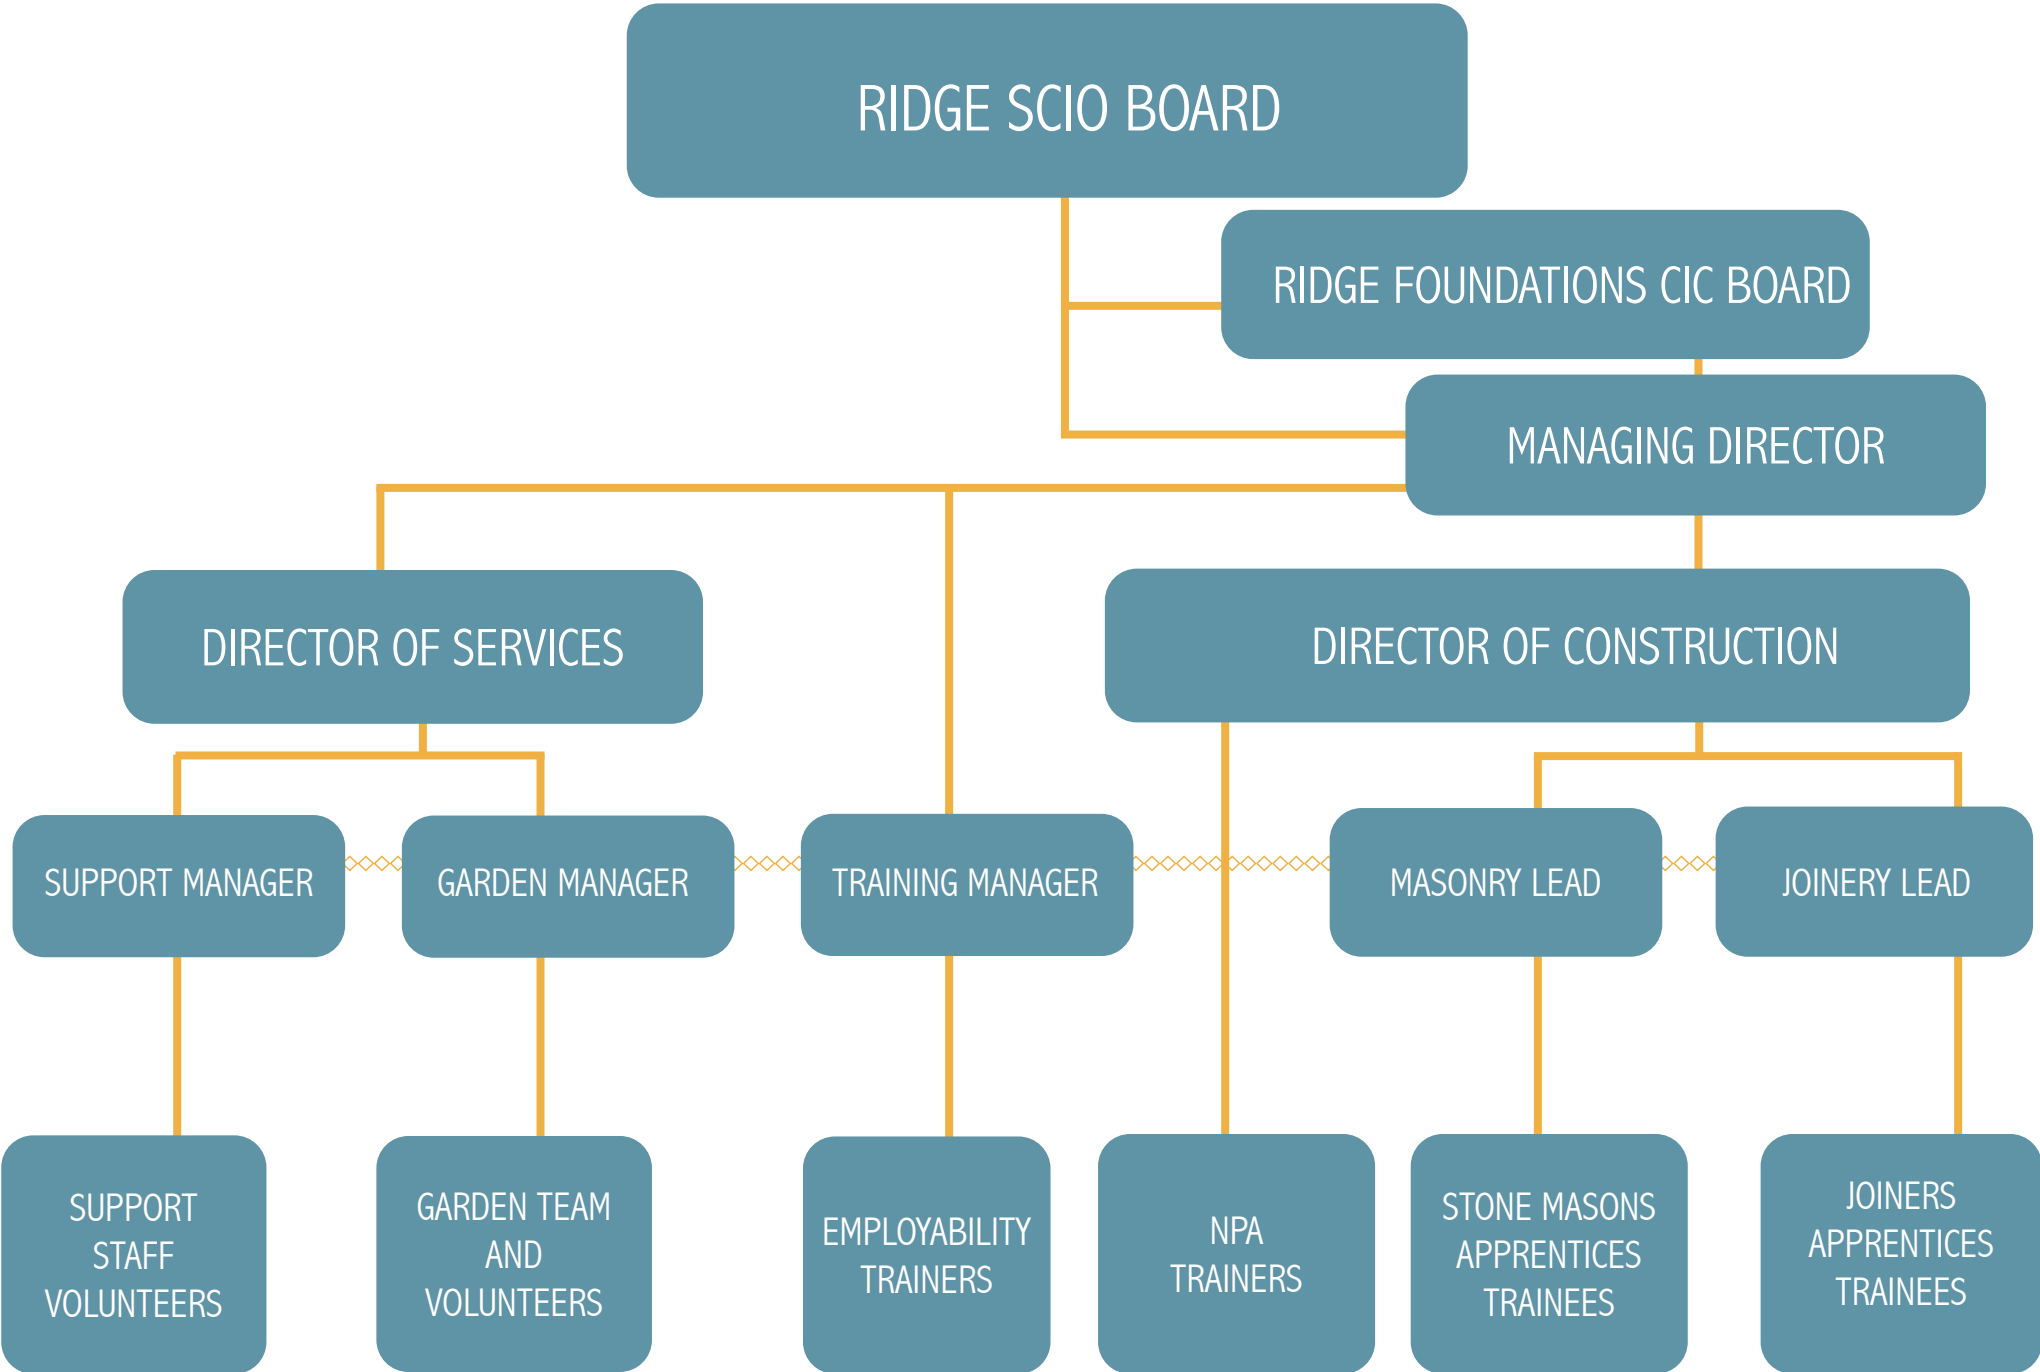 RIDGE SCIO BOARD
RIDGE FOUNDATIONS CIC BOARD
MANAGING DIRECTOR
DIRECTOR OF SERVICES
DIRECTOR OF CONSTRUCTION
SUPPORT MANAGER
GARDEN MANAGER
TRAINING MANAGER
MASONRY LEAD
JOINERY LEAD
SUPPORT
STAFF
VOLUNTEERS
GARDEN TEAM
AND
VOLUNTEERS
EMPLOYABILITY
TRAINERS
NPA
TRAINERS
STONE MASONS
APPRENTICES
TRAINEES
JOINERS
APPRENTICES
TRAINEES